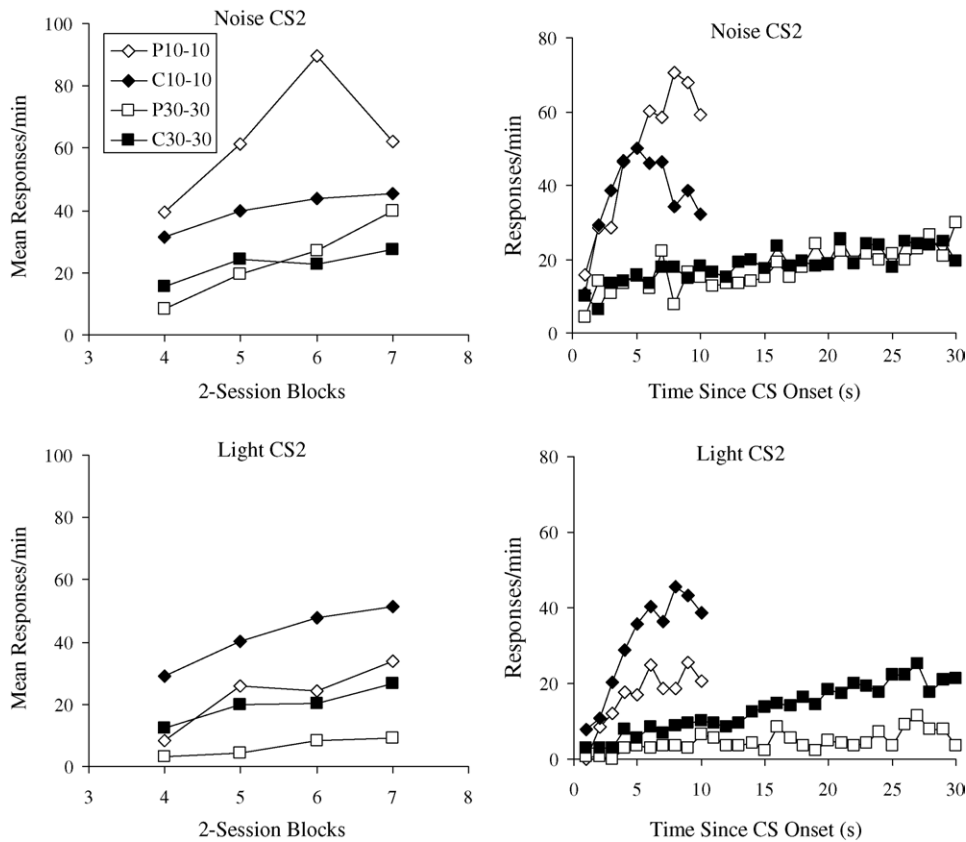 Noise CS2
Mean Responses/min
100
80
60
40
20
0
P10-10
C10-10
P30-30
C30-30
3 4 5 6 7 8
2-Session Blocks
Noise CS2
Responses/min
80
60
40
20
0
0 5 10 15 20 25 30
Time Since CS Onset (s)
Light CS2
Mean Responses/min
100
80
60
40
20
0
3 4 5 6 7 8
2-Session Blocks
Light CS2
Responses/min
80
60
40
20
0
0 5 10 15 20 25 30
Time Since CS Onset (s)